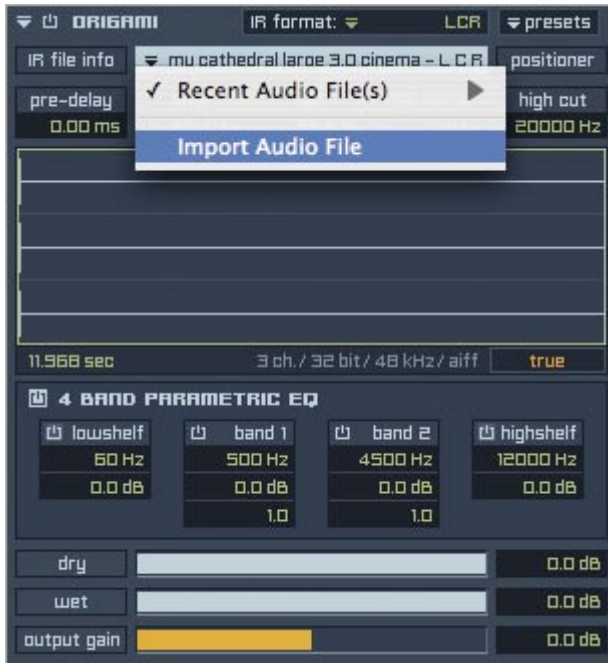 ORIGAMI IR format: LCR presets
IR file info my cathedral large 3.0 cinema - L C R positioner
✓ Recent Audio File(s)
Import Audio File
pre-delay high cut
0.00 ms 20000 Hz
11.968 sec 3 ch. / 32 bit / 48 kHz / aiff true
4 BAND PARAMETRIC EQ
lowshelf band 1 band 2 highshelf
60 Hz 500 Hz 4500 Hz 12000 Hz
0.0 dB 0.0 dB 0.0 dB 0.0 dB
1.0 1.0
dry 0.0 dB
wet 0.0 dB
output gain 0.0 dB